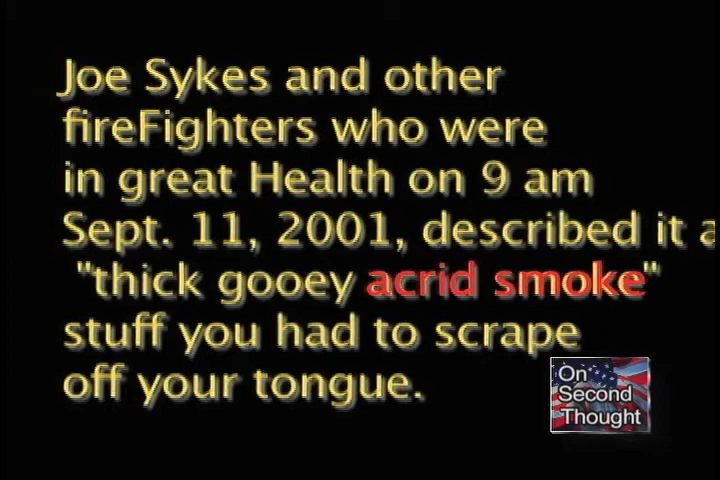 Joe Sykes and other
fireFighters who were
in great Health on 9 am
Sept. 11, 2001, described it a
"thick gooey acrid smoke"
stuff you had to scrape
off your tongue.
On
Second
Thought